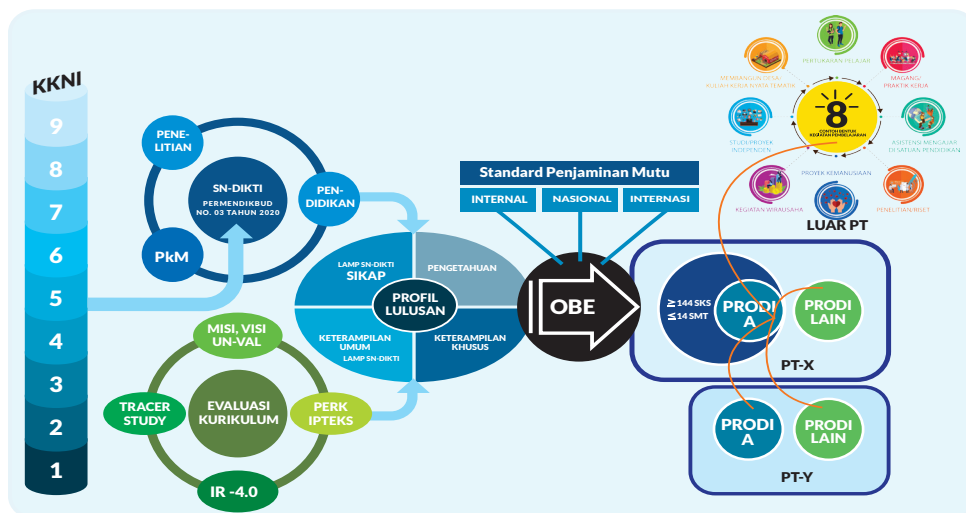 KKNI
9
8
7
6
5
4
3
2
1
PENE-
LITIAN
SN-DIKTI
PERMENDIKBUD
NO. 03 TAHUN 2020
PEN-
DIDIKAN
PkM
MISI, VISI
UN-VAL
TRACER
STUDY
EVALUASI
KURIKULUM
PERK
IPTEKS
IR -4.0
LAMP SN-DIKTI
SIKAP
PENGETAHUAN
PROFIL
LULUSAN
KETERAMPILAN
UMUM
LAMP SN-DIKTI
KETERAMPILAN
KHUSUS
Standard Penjaminan Mutu
INTERNAL
NASIONAL
INTERNASI
OBE
PERTUKARAN PELAJAR
MEMBANGUN DESA/
KULIAH KERJA NYATA TEMATIK
MAGANG/
PRAKTIK KERJA
8
CONTOH BENTUK
KEGIATAN PEMBELAJARAN
STUDI/PROYEK
INDEPENDEN
ASISTENSI MENGAJAR
DI SATUAN PENDIDIKAN
PROYEK KEMANUSIAAN
KEGIATAN WIRAUSAHA
PENELITIAN/RISET
LUAR PT
≥ 144 SKS
≤ 14 SMT
PRODI
A
PRODI
LAIN
PT-X
PRODI
A
PRODI
LAIN
PT-Y